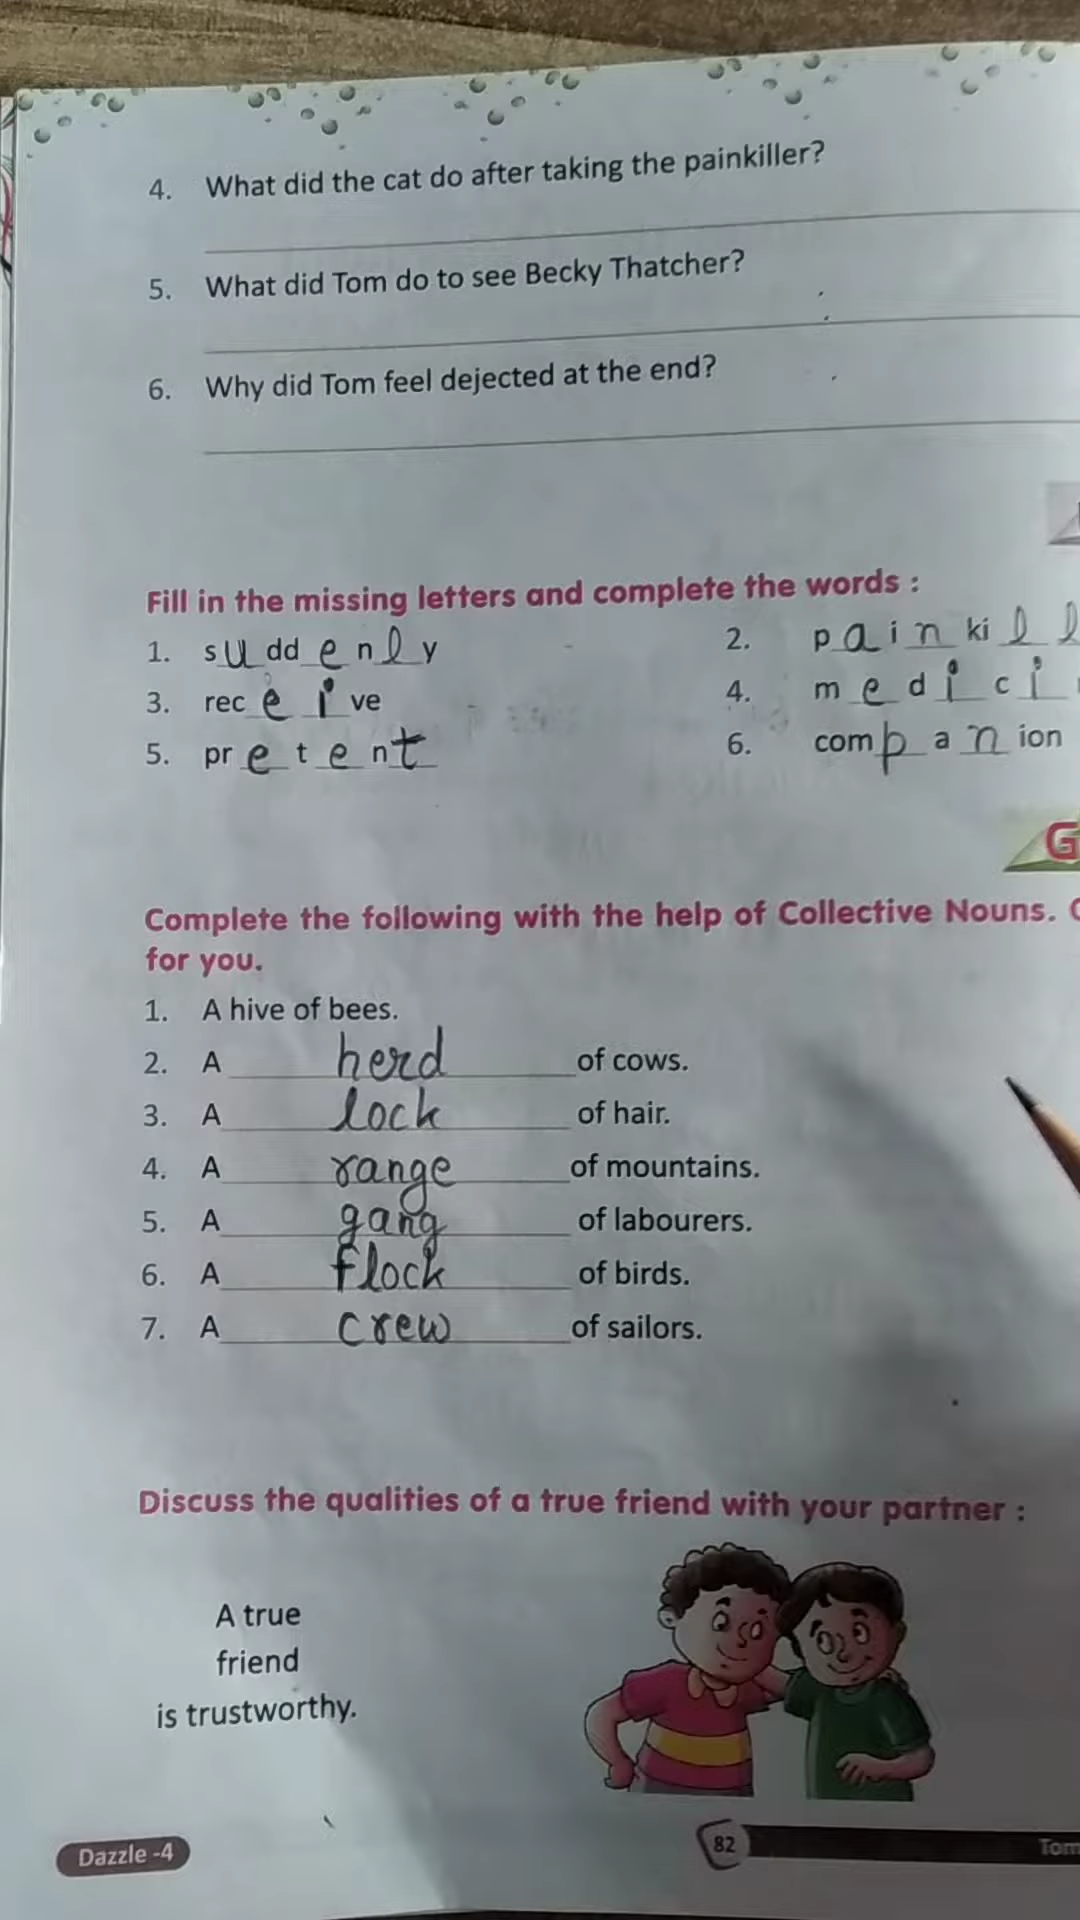 4. What did the cat do after taking the painkiller?
5. What did Tom do to see Becky Thatcher?
6. Why did Tom feel dejected at the end?
Fill in the missing letters and complete the words :
1. suddenly 2. painkill
3. receive 4. medici
5. pretent 6. companion
G
Complete the following with the help of Collective Nouns.
for you.
1. A hive of bees.
2. A herd of cows.
3. A lock of hair.
4. A range of mountains.
5. A gang of labourers.
6. A flock of birds.
7. A crew of sailors.
Discuss the qualities of a true friend with your partner :
A true
friend
is trustworthy.
Dazzle -4 82 Tom